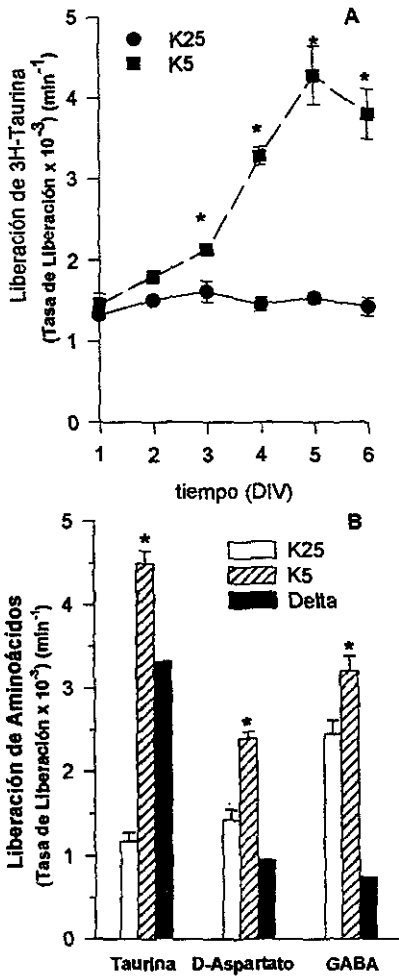 A
K25
K5
Liberación de 3H-Taurina
(Tasa de Liberación x 10⁻³) (min⁻¹)
5
4
3
2
1
0
*
*
*
*
1 2 3 4 5 6
tiempo (DIV)
B
K25
K5
Delta
Liberación de Aminoácidos
(Tasa de Liberación x 10⁻³) (min⁻¹)
5
4
3
2
1
0
*
*
*
Taurina D-Aspartato GABA